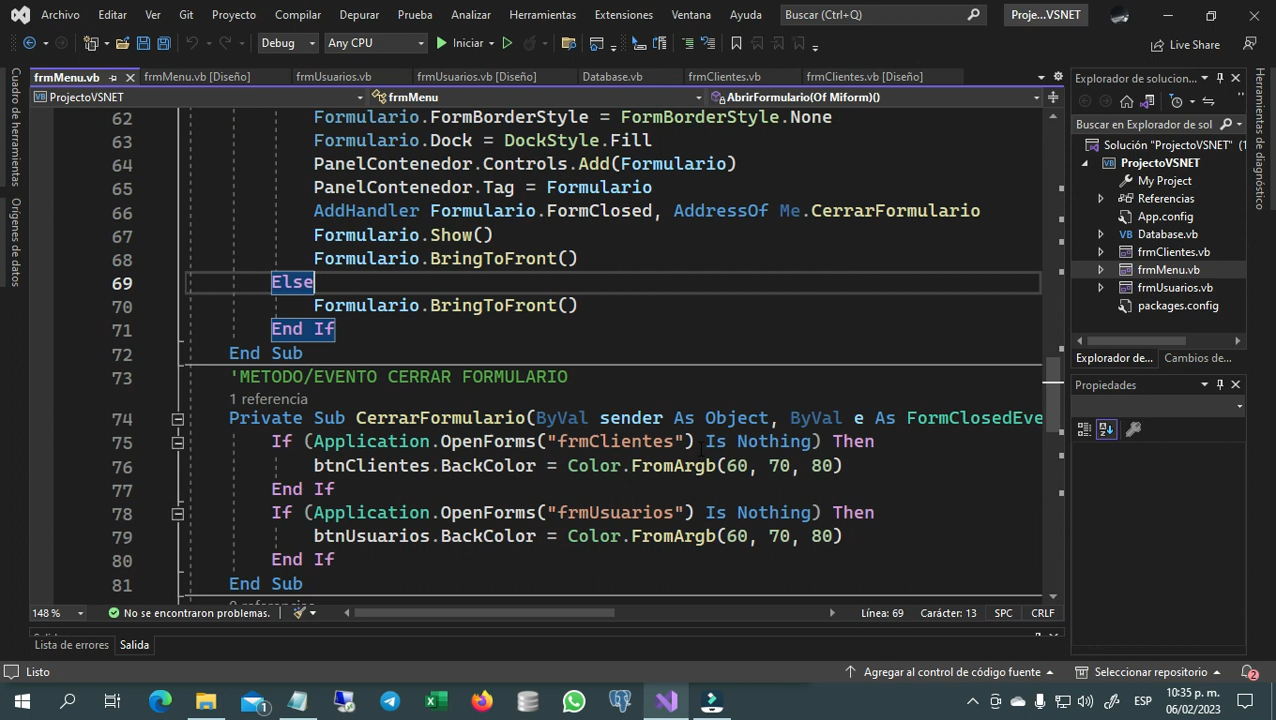 Archivo Editar Ver Git Proyecto Compilar Depurar Prueba Analizar Herramientas Extensiones Ventana Ayuda Buscar (Ctrl+Q) Proje...VSNET
Debug Any CPU Iniciar Live Share
frmMenu.vb frmMenu.vb [Diseño] frmUsuarios.vb frmUsuarios.vb [Diseño] Database.vb frmClientes.vb frmClientes.vb [Diseño]
ProjectoVSNET frmMenu AbrirFormulario(Of Miform)()
Cuadro de herramientas
Orígenes de datos
62 Formulario.FormBorderStyle = FormBorderStyle.None
63 Formulario.Dock = DockStyle.Fill
64 PanelContenedor.Controls.Add(Formulario)
65 PanelContenedor.Tag = Formulario
66 AddHandler Formulario.FormClosed, AddressOf Me.CerrarFormulario
67 Formulario.Show()
68 Formulario.BringToFront()
69 Else
70 Formulario.BringToFront()
71 End If
72 End Sub
73 'METODO/EVENTO CERRAR FORMULARIO
1 referencia
74 Private Sub CerrarFormulario(ByVal sender As Object, ByVal e As FormClosedEve
75 If (Application.OpenForms("frmClientes") Is Nothing) Then
76 btnClientes.BackColor = Color.FromArgb(60, 70, 80)
77 End If
78 If (Application.OpenForms("frmUsuarios") Is Nothing) Then
79 btnUsuarios.BackColor = Color.FromArgb(60, 70, 80)
80 End If
81 End Sub
148 % No se encontraron problemas. Línea: 69 Carácter: 13 SPC CRLF
Lista de errores Salida
Explorador de solucion...
Buscar en Explorador de sol
Solución "ProjectoVSNET" (1
ProjectoVSNET
My Project
Referencias
App.config
Database.vb
frmClientes.vb
frmMenu.vb
frmUsuarios.vb
packages.config
Explorador de... Cambios de...
Propiedades
Herramientas de diagnóstico
Listo Agregar al control de código fuente Seleccionar repositorio 2
1 ESP 10:35 p. m.
06/02/2023